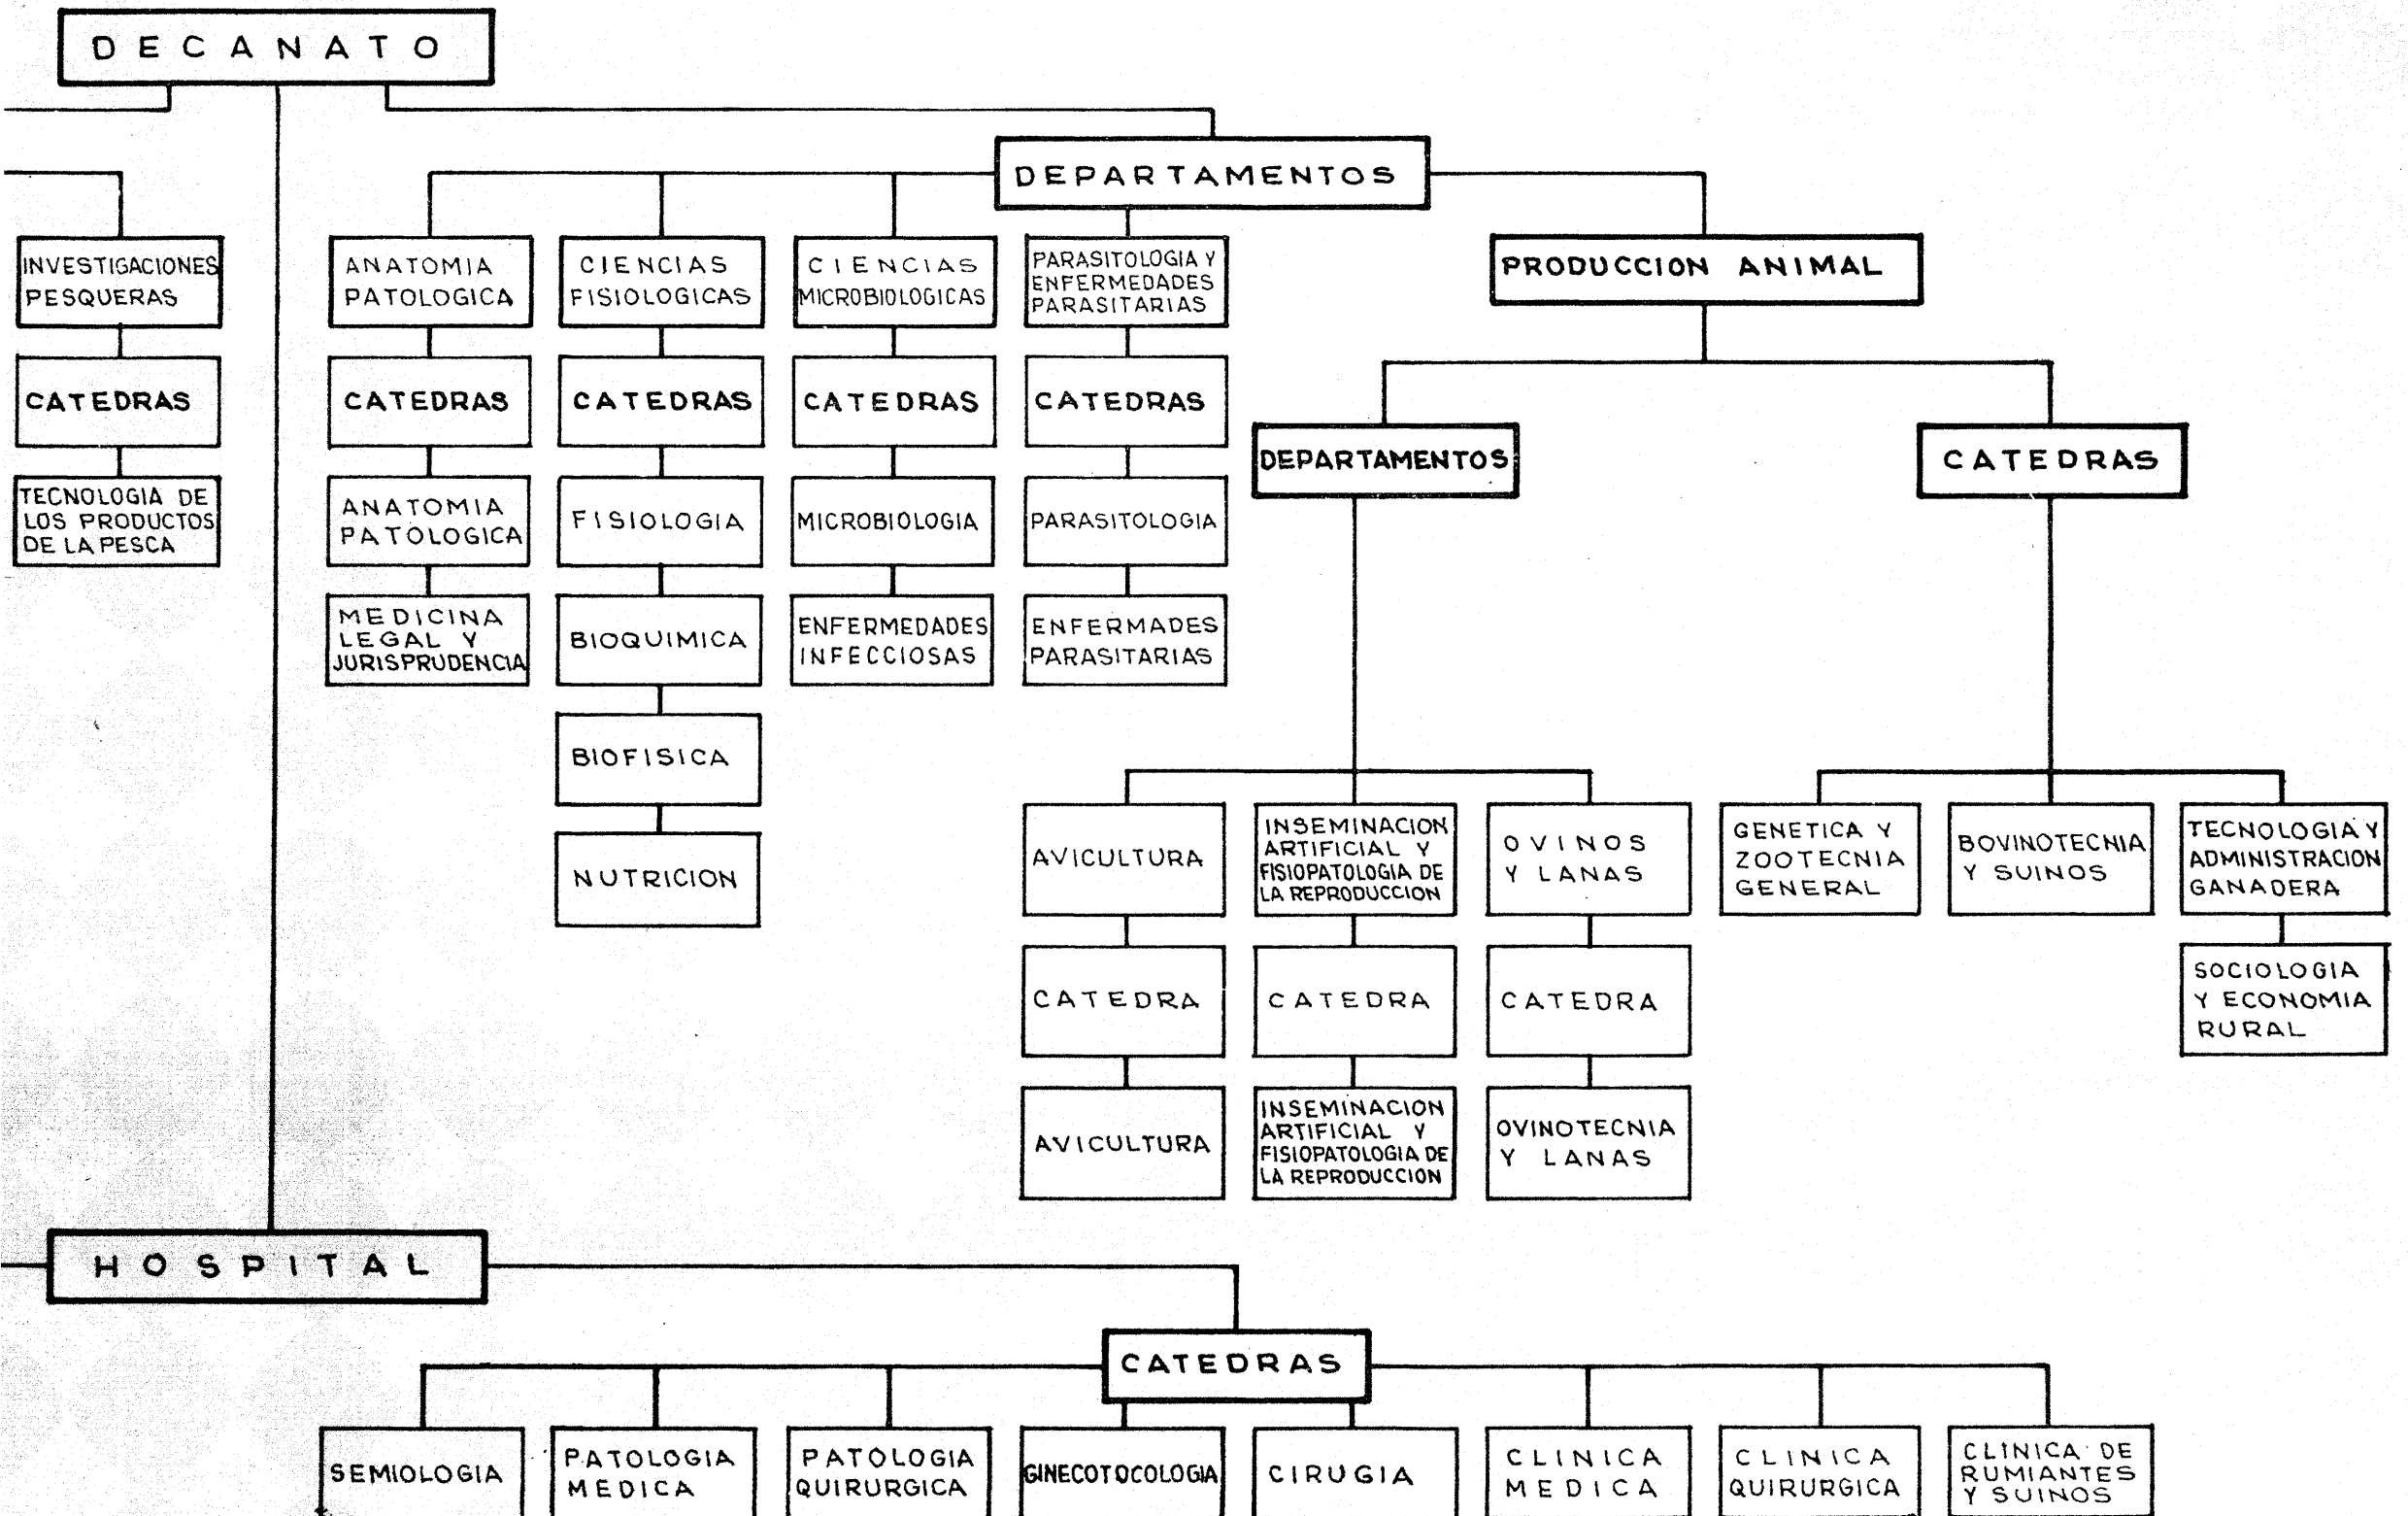 DECANATO
DEPARTAMENTOS
INVESTIGACIONES
PESQUERAS
CATEDRAS
TECNOLOGIA DE
LOS PRODUCTOS
DE LA PESCA
ANATOMIA
PATOLOGICA
CATEDRAS
ANATOMIA
PATOLOGICA
MEDICINA
LEGAL Y
JURISPRUDENCIA
CIENCIAS
FISIOLOGICAS
CATEDRAS
FISIOLOGIA
BIOQUIMICA
BIOFISICA
NUTRICION
CIENCIAS
MICROBIOLOGICAS
CATEDRAS
MICROBIOLOGIA
ENFERMEDADES
INFECCIOSAS
PARASITOLOGIA Y
ENFERMEDADES
PARASITARIAS
CATEDRAS
PARASITOLOGIA
ENFERMADES
PARASITARIAS
PRODUCCION ANIMAL
DEPARTAMENTOS
AVICULTURA
CATEDRA
AVICULTURA
INSEMINACION
ARTIFICIAL Y
FISIOPATOLOGIA DE
LA REPRODUCCION
CATEDRA
INSEMINACION
ARTIFICIAL Y
FISIOPATOLOGIA DE
LA REPRODUCCION
OVINOS
Y LANAS
CATEDRA
OVINOTECNIA
Y LANAS
CATEDRAS
GENETICA Y
ZOOTECNIA
GENERAL
BOVINOTECNIA
Y SUINOS
TECNOLOGIA Y
ADMINISTRACION
GANADERA
SOCIOLOGIA
Y ECONOMIA
RURAL
HOSPITAL
CATEDRAS
SEMIOLOGIA
PATOLOGIA
MEDICA
PATOLOGIA
QUIRURGICA
GINECOTOCOLOGIA
CIRUGIA
CLINICA
MEDICA
CLINICA
QUIRURGICA
CLINICA DE
RUMIANTES
Y SUINOS